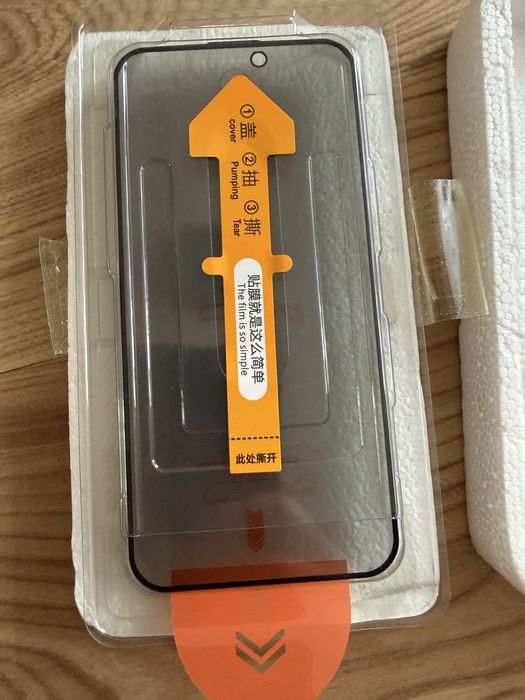 ① 盖
cover
② 抽
Pumping
③ 撕
Tear
贴膜就是这么简单
The film is so simple
此处撕开